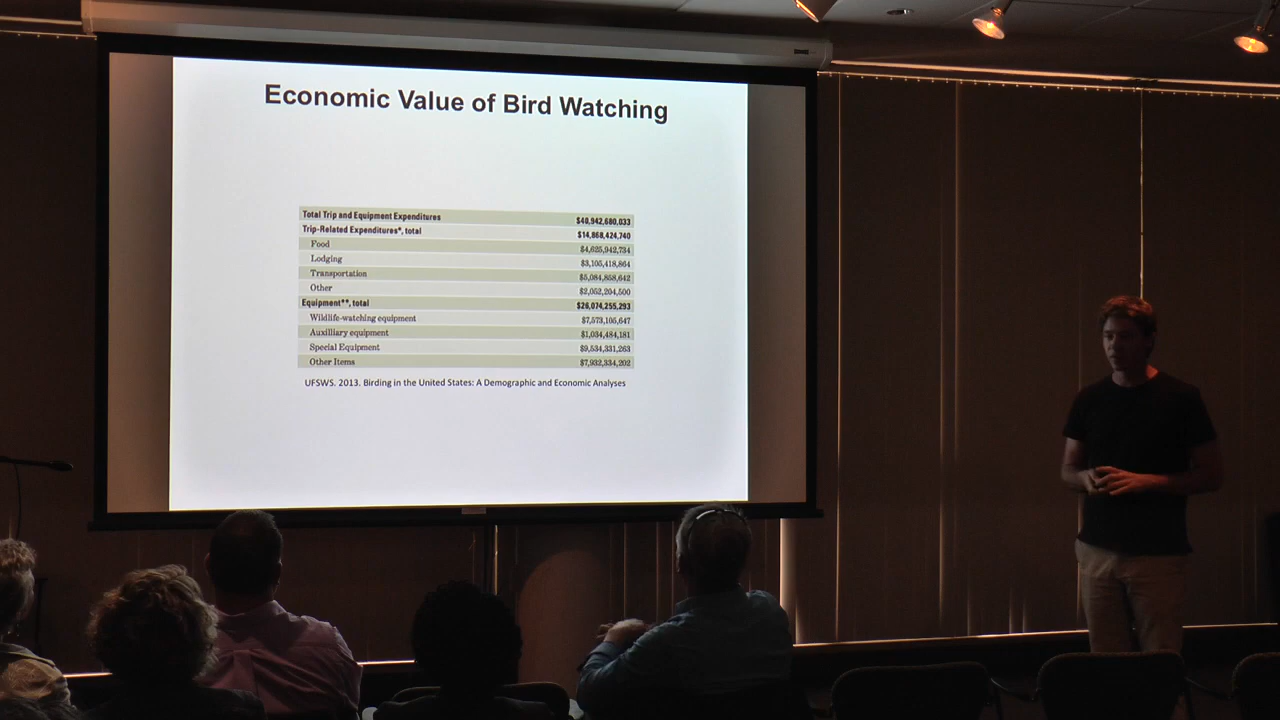 Economic Value of Bird Watching
Total Trip and Equipment Expenditures $40,942,680,033
Trip-Related Expenditures*, total $14,868,424,740
Food $4,625,942,734
Lodging $3,105,418,864
Transportation $5,084,858,642
Other $2,052,204,500
Equipment**, total $26,074,255,293
Wildlife-watching equipment $7,573,105,647
Auxilliary equipment $1,034,484,181
Special Equipment $9,534,331,263
Other Items $7,932,334,202
UFSWS. 2013. Birding in the United States: A Demographic and Economic Analyses